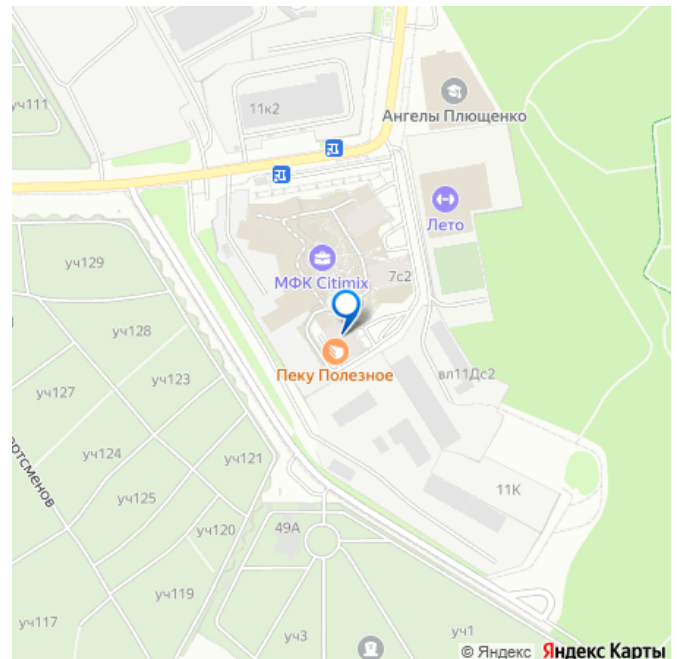 уч111
11к2
Ангелы Плющенко
Лето
уч129
МФК Citimix
7с2
уч128
уч127
уч123
Пеку Полезное
вл11Дс2
уч124
уч121
уч125
11К
ортсменов
уч120
49А
уч119
уч117
уч3
уч1
© Яндекс Яндекс Карты